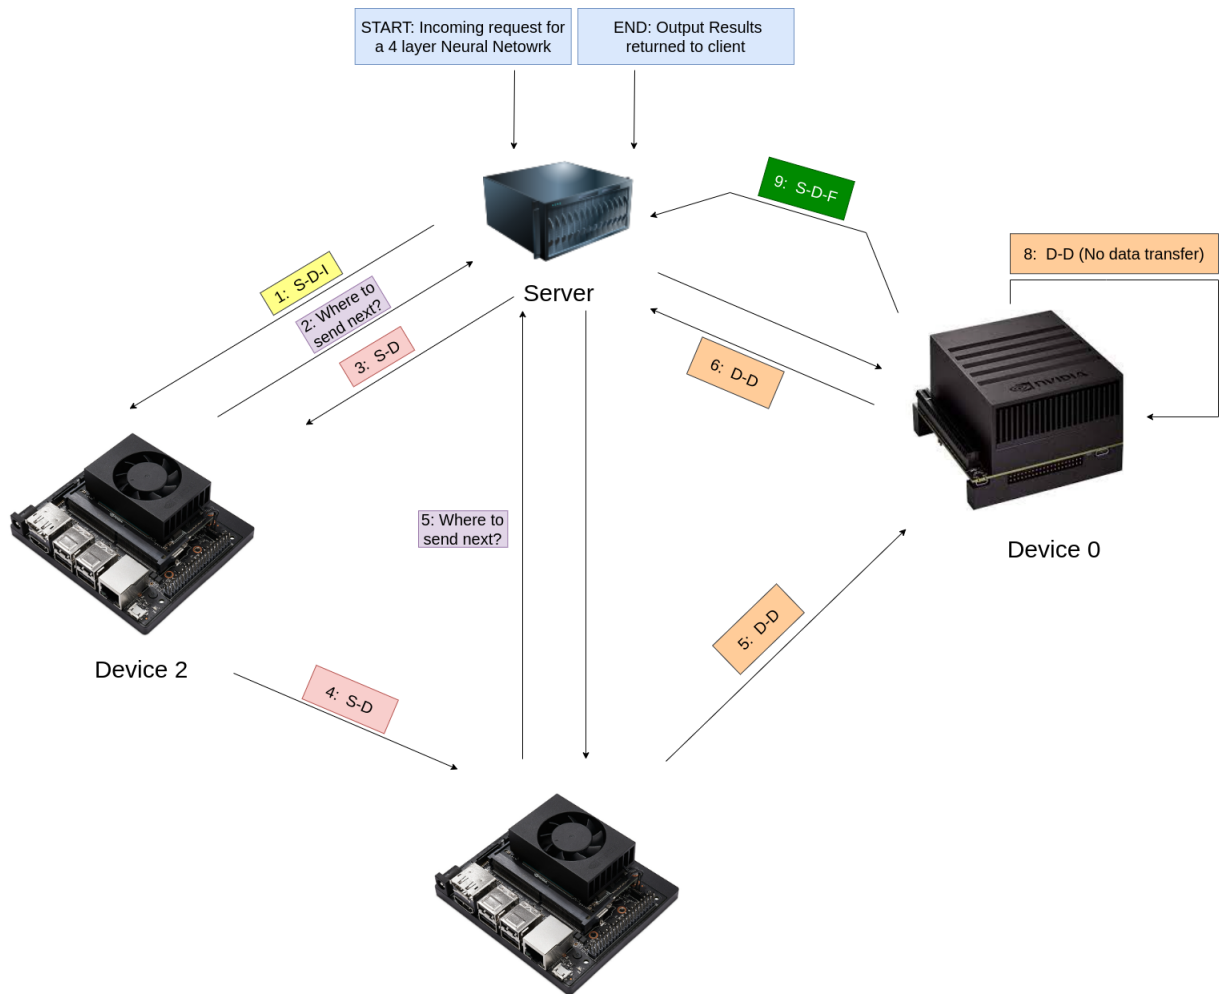 START: Incoming request for
a 4 layer Neural Netowrk
END: Output Results
returned to client
9: S-D-F
8: D-D (No data transfer)
1: S-D-I
2: Where to
send next?
Server
3: S-D
6: D-D
NVIDIA
5: Where to
send next?
Device 0
5: D-D
Device 2
4: S-D